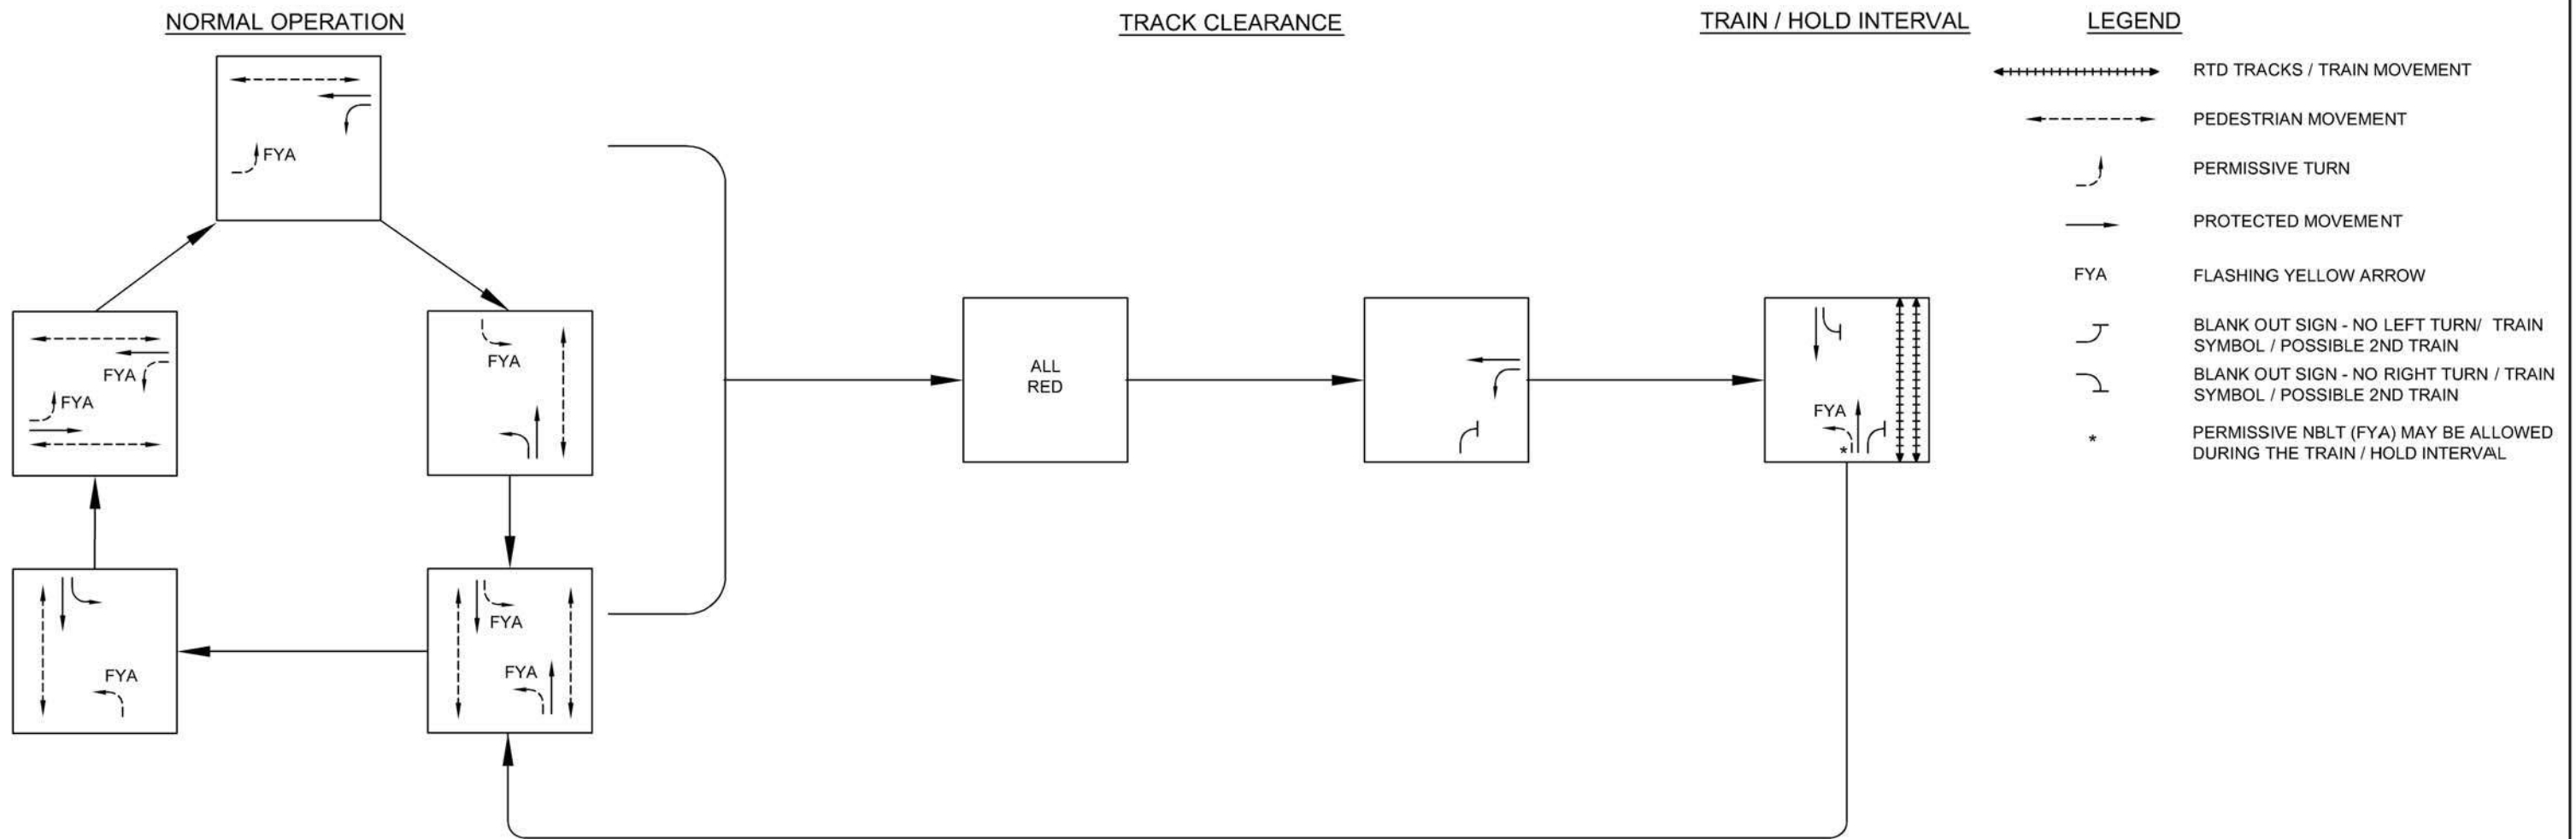 NORMAL OPERATION
TRACK CLEARANCE
TRAIN / HOLD INTERVAL
LEGEND
FYA
FYA
FYA
FYA
FYA
FYA
FYA
ALL
RED
FYA
*
RTD TRACKS / TRAIN MOVEMENT
PEDESTRIAN MOVEMENT
PERMISSIVE TURN
PROTECTED MOVEMENT
FYA FLASHING YELLOW ARROW
BLANK OUT SIGN - NO LEFT TURN/ TRAIN
SYMBOL / POSSIBLE 2ND TRAIN
BLANK OUT SIGN - NO RIGHT TURN / TRAIN
SYMBOL / POSSIBLE 2ND TRAIN
* PERMISSIVE NBLT (FYA) MAY BE ALLOWED
DURING THE TRAIN / HOLD INTERVAL